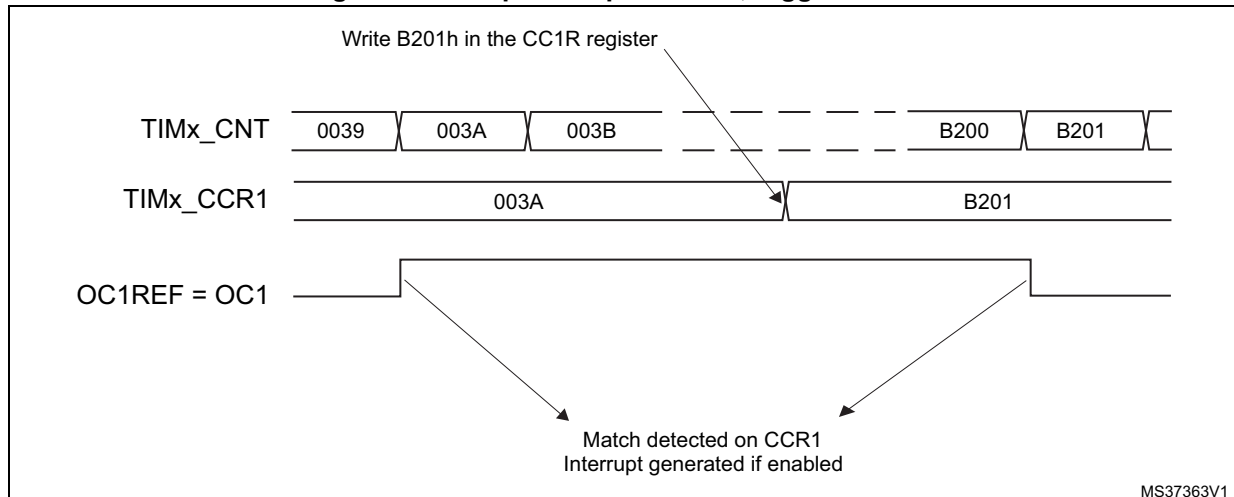 Write B201h in the CC1R register
TIMx_CNT 0039 003A 003B B200 B201
TIMx_CCR1 003A B201
OC1REF = OC1
Match detected on CCR1
Interrupt generated if enabled
MS37363V1